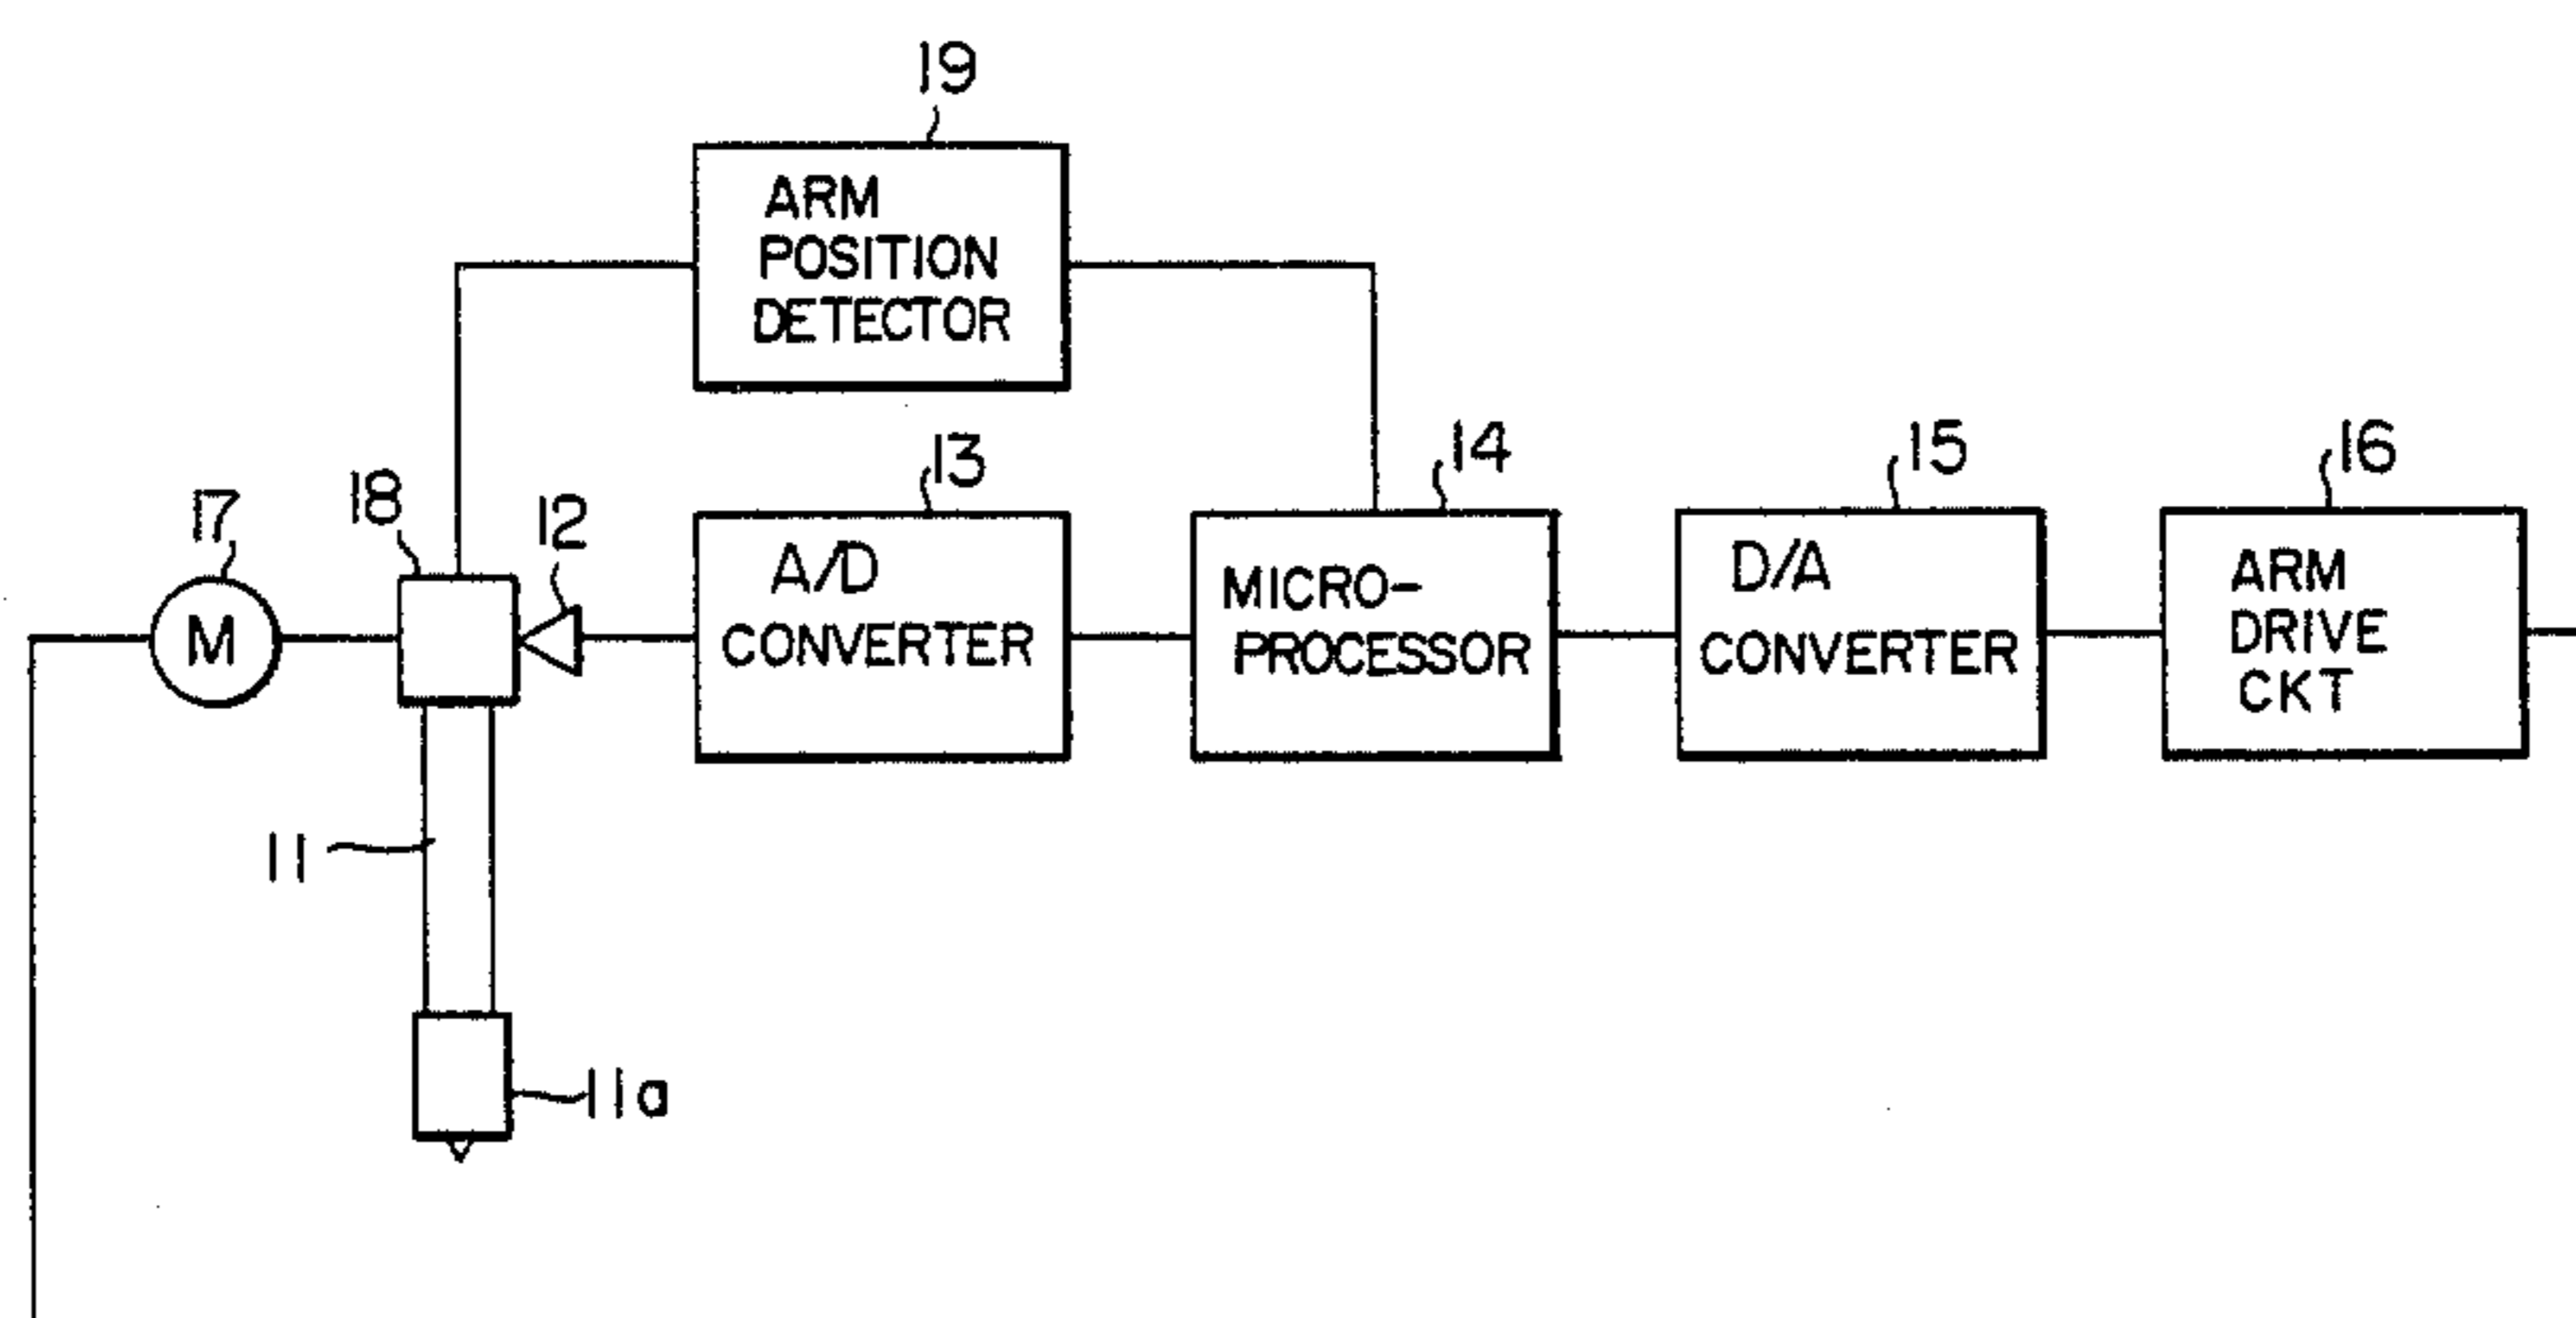 19
ARM
POSITION
DETECTOR
13
14
15
16
17
18
12
M
A/D
CONVERTER
MICRO-
PROCESSOR
D/A
CONVERTER
ARM
DRIVE
CKT
11
11a